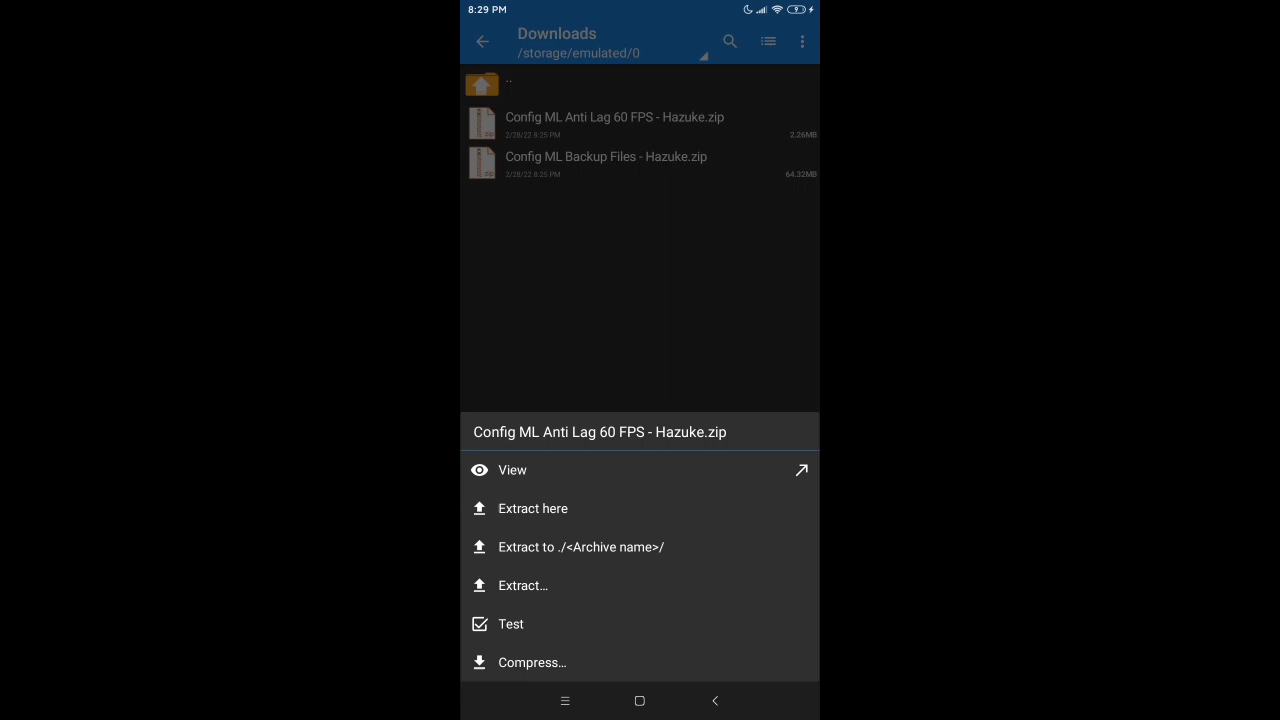 8:29 PM
Downloads
/storage/emulated/0
..
Config ML Anti Lag 60 FPS - Hazuke.zip
2/28/22 8:25 PM
2.26MB
Config ML Backup Files - Hazuke.zip
2/28/22 8:25 PM
64.32MB
Config ML Anti Lag 60 FPS - Hazuke.zip
View
Extract here
Extract to ./<Archive name>/
Extract...
Test
Compress...